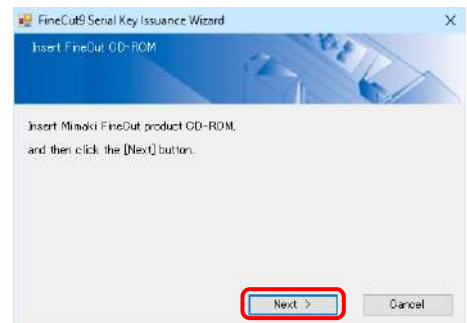 FineCut9 Serial Key Issuance Wizard
Insert FineCut CD-ROM
Insert Mimaki FineCut product CD-ROM,
and then click the [Next] button.
Next >
Cancel